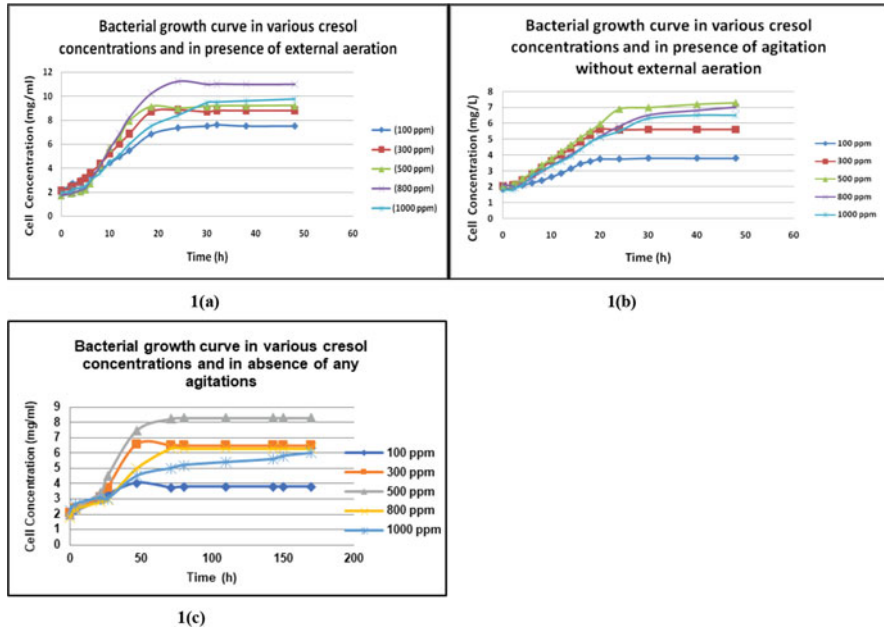 Bacterial growth curve in various cresol
concentrations and in presence of external aeration
Cell Cencentration (mg/ml)
12
10
8
6
4
2
0
0 10 20 30 40 50 60
Time (h)
(100 ppm)
(300 ppm)
(500 ppm)
(800 ppm)
(1000 ppm)
1(a)
Bacterial growth curve in various cresol
concentrations and in presence of agitation
without external aeration
Cell Concentration (mg/L)
8
7
6
5
4
3
2
1
0
0 10 20 30 40 50 60
Time (h)
100 ppm
300 ppm
500 ppm
800 ppm
1000 ppm
1(b)
Bacterial growth curve in various cresol
concentrations and in absence of any
agitations
Cell Concentration (mg/ml)
9
8
7
6
5
4
3
2
1
0
0 50 100 150 200
Time (h)
100 ppm
300 ppm
500 ppm
800 ppm
1000 ppm
1(c)